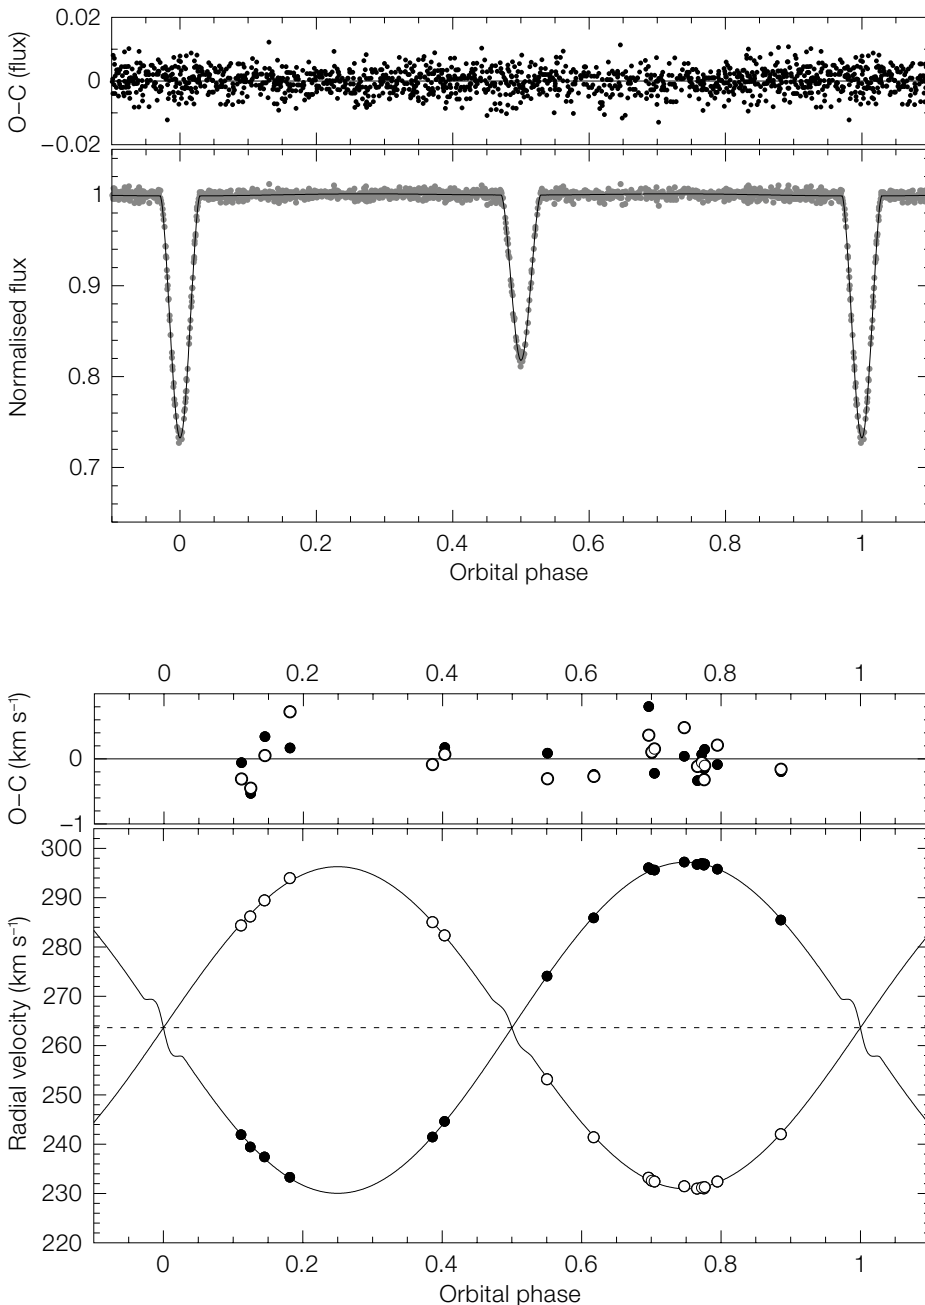 0.02
0
−0.02
O−C (flux)
1
0.9
0.8
0.7
Normalised flux
0 0.2 0.4 0.6 0.8 1
Orbital phase
0 0.2 0.4 0.6 0.8 1
0
−1
O−C (km s⁻¹)
300
290
280
270
260
250
240
230
220
Radial velocity (km s⁻¹)
0 0.2 0.4 0.6 0.8 1
Orbital phase